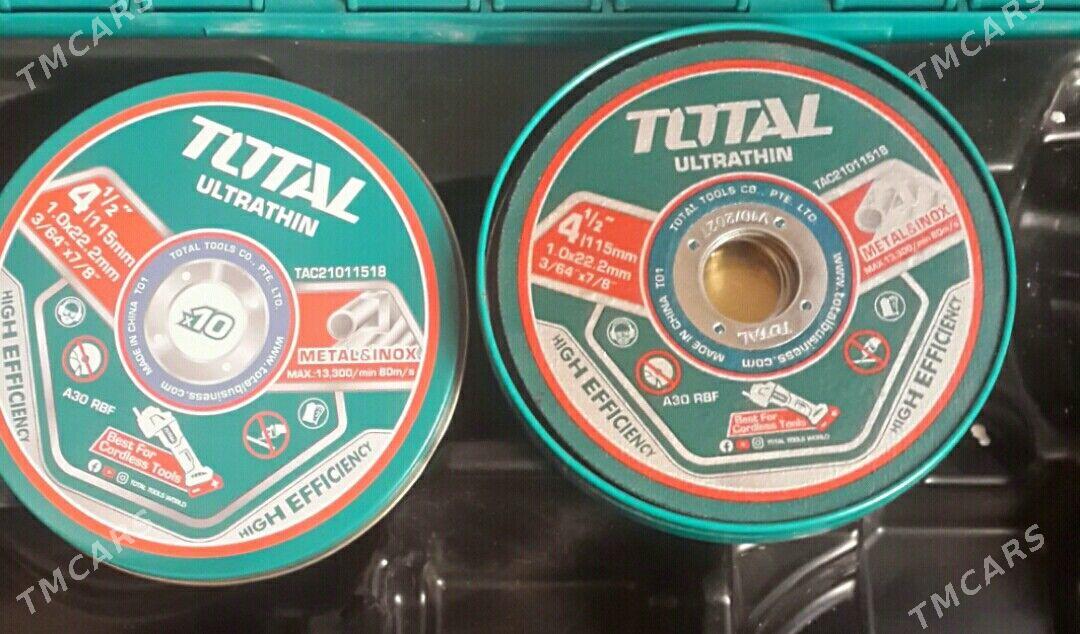 TMCARS
TMCARS
TMCARS
TOTAL
ULTRATHIN
4 1/2"
/115mm
1.0x22.2mm
3/64"x7/8"
TAC21011518
TOTAL TOOLS CO., PTE. LTD.
www.totalbusiness.com
MADE IN CHINA T01
x10
METAL&INOX
MAX.:13,300/min 80m/s
A30 RBF
Best For
Cordless Tools
TOTAL TOOLS WORLD
HIGH EFFICIENCY
HIGH EFFICIENCY
TOTAL
ULTRATHIN
4 1/2"
/115mm
1.0x22.2mm
3/64"x7/8"
TAC21011518
TOTAL TOOLS CO., PTE. LTD.
www.totalbusiness.com
MADE IN CHINA T01
V10/2021
TOTAL
METAL&INOX
MAX.:13,300/min 80m/s
A30 RBF
Best For
Cordless Tools
TOTAL TOOLS WORLD
HIGH EFFICIENCY
HIGH EFFICIENCY
TMCARS
TMCARS
TMCARS